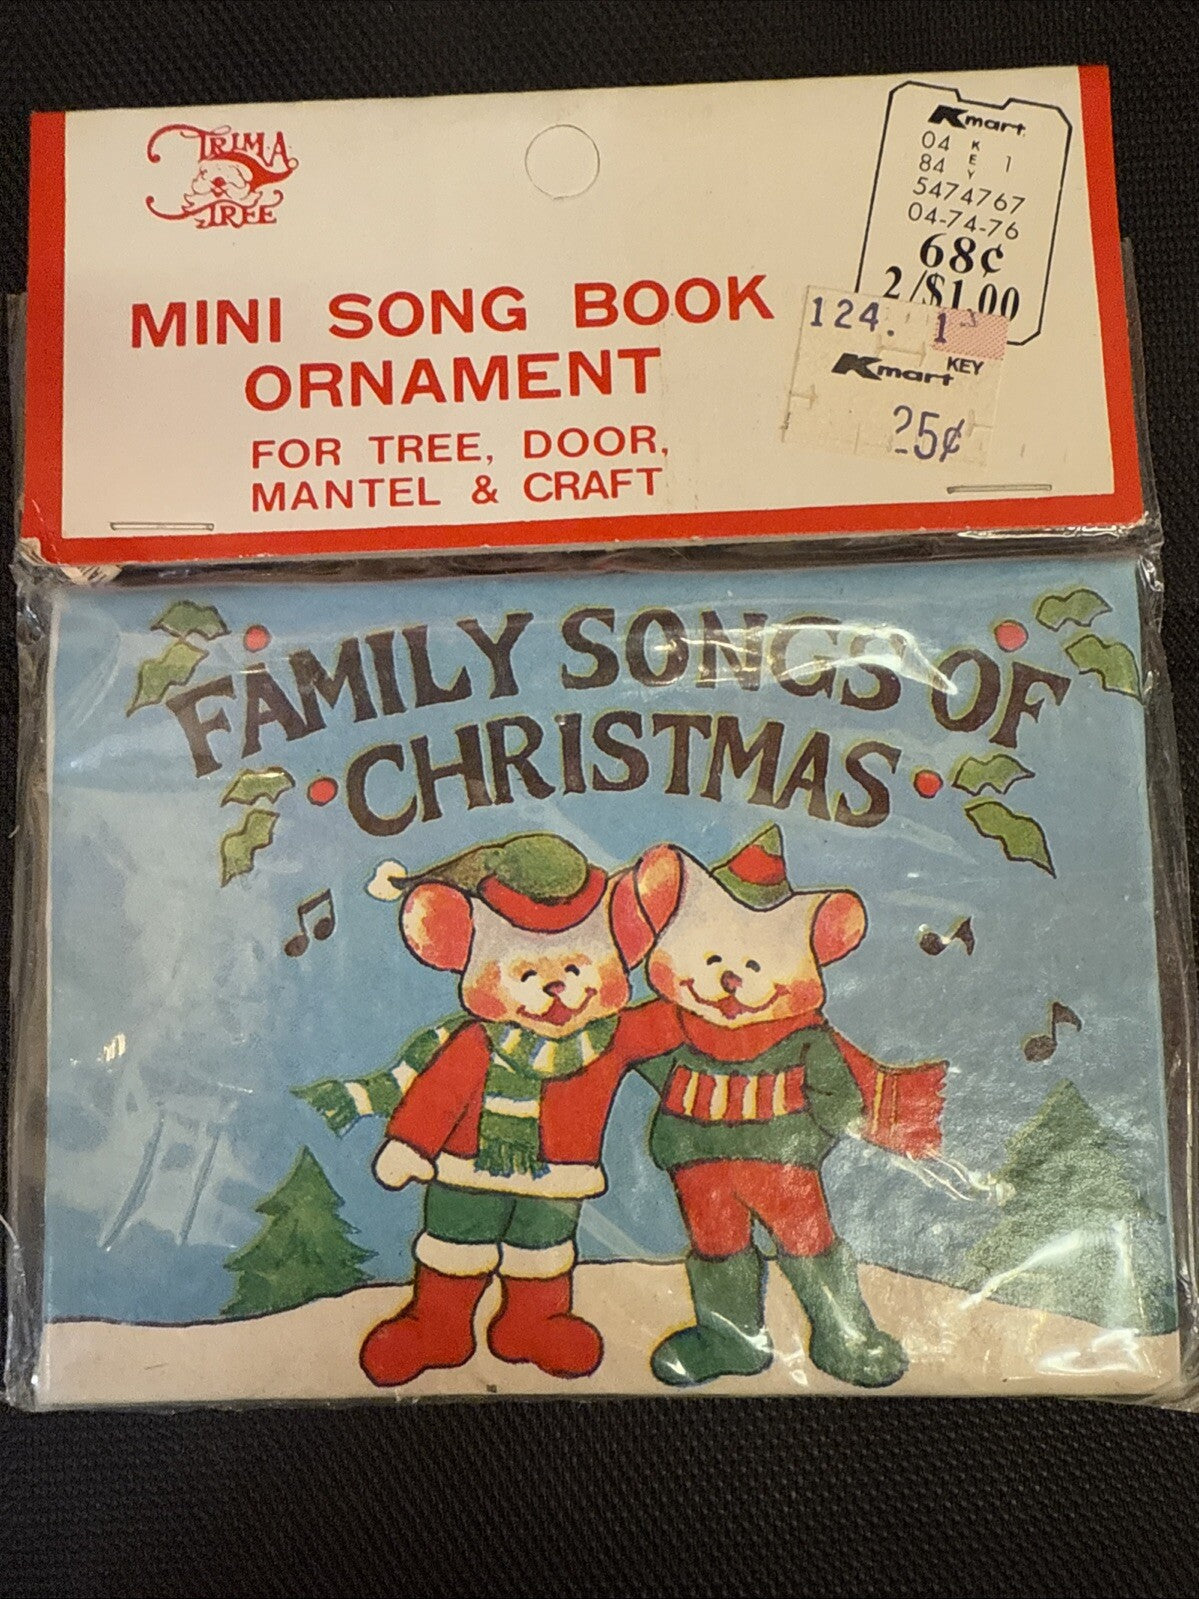 TRIM A
TREE
MINI SONG BOOK
ORNAMENT
FOR TREE, DOOR,
MANTEL & CRAFT
Kmart
04 K
84 E 1
Y
5474767
04-74-76
68¢
2/$1.00
124. 1
Kmart KEY
25¢
FAMILY SONGS OF
CHRISTMAS